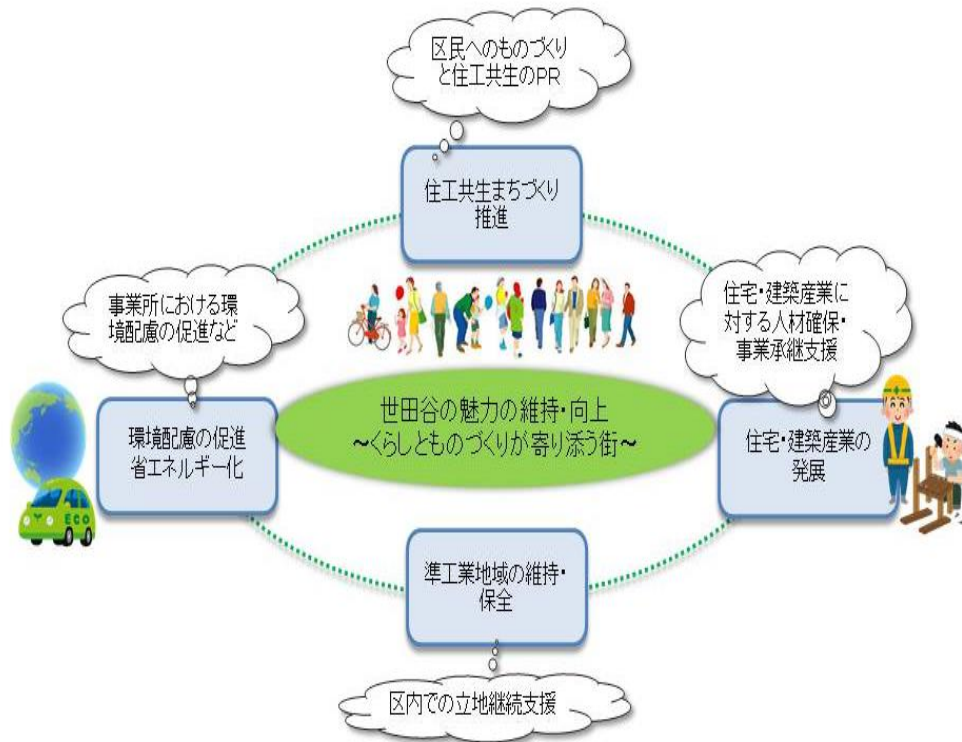 区民へのものづくり
と住工共生のPR
住工共生まちづくり
推進
事業所における環
境配慮の促進など
住宅・建築産業に
対する人材確保・
事業承継支援
世田谷の魅力の維持・向上
～くらしとものづくりが寄り添う街～
環境配慮の促進
省エネルギー化
住宅・建築産業の
発展
ECO
準工業地域の維持・
保全
区内での立地継続支援